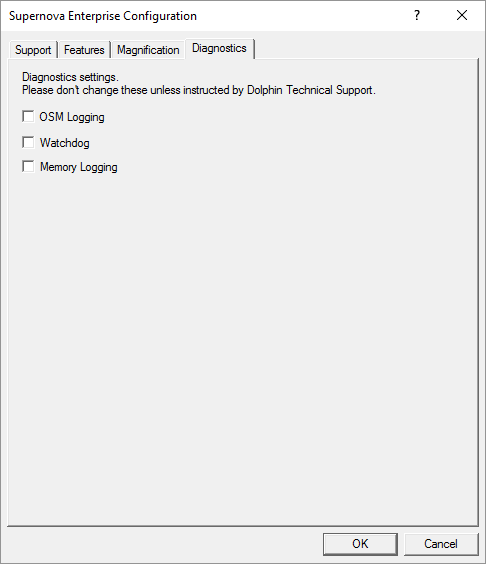 Supernova Enterprise Configuration
?
Support Features Magnification Diagnostics
Diagnostics settings.
Please don't change these unless instructed by Dolphin Technical Support.
OSM Logging
Watchdog
Memory Logging
OK Cancel